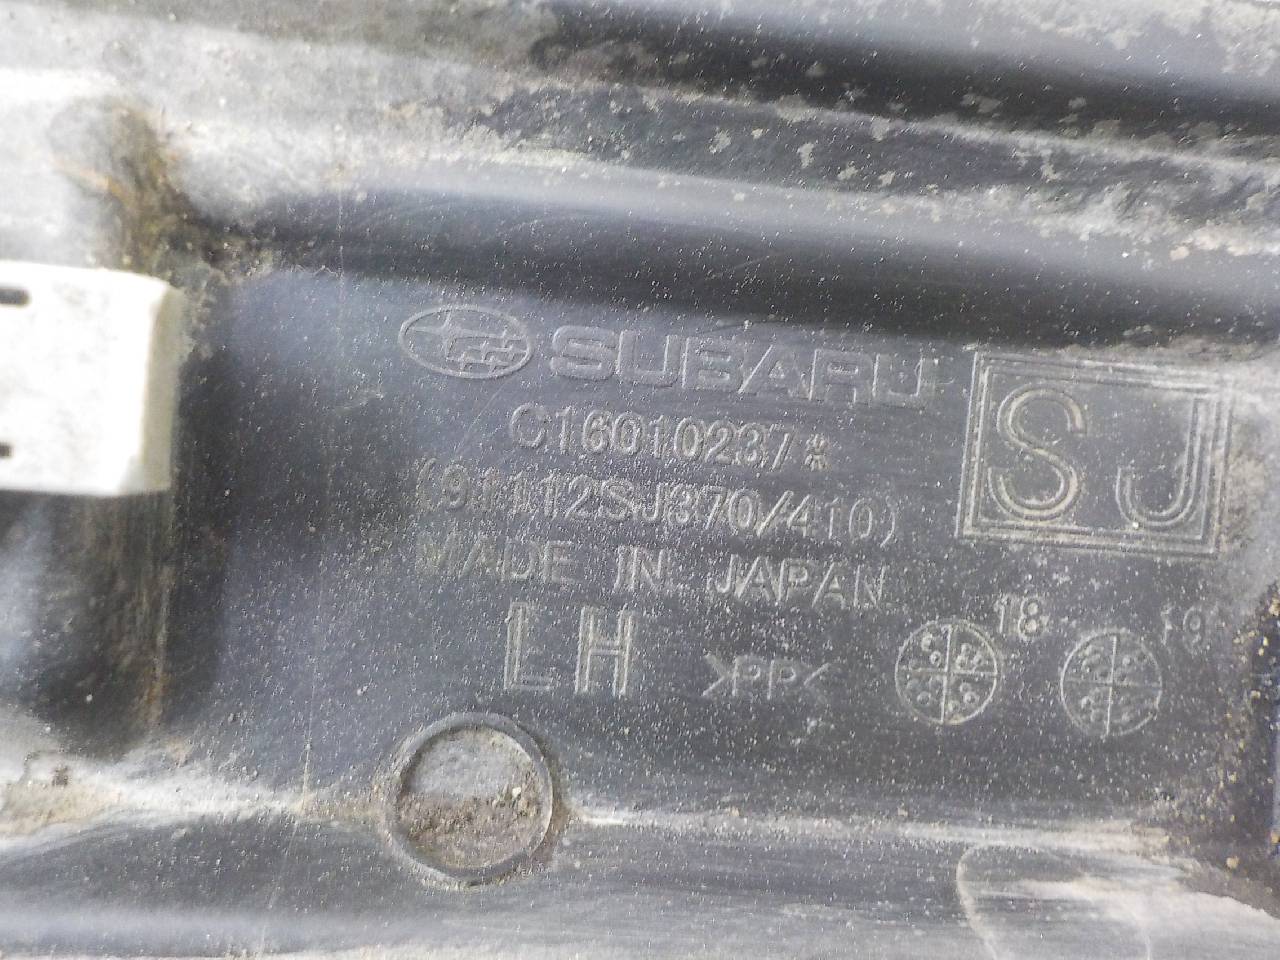 SUBARU
C16010237*
SJ
(91112SJ370/410)
MADE IN JAPAN
LH
>PP<
18
19